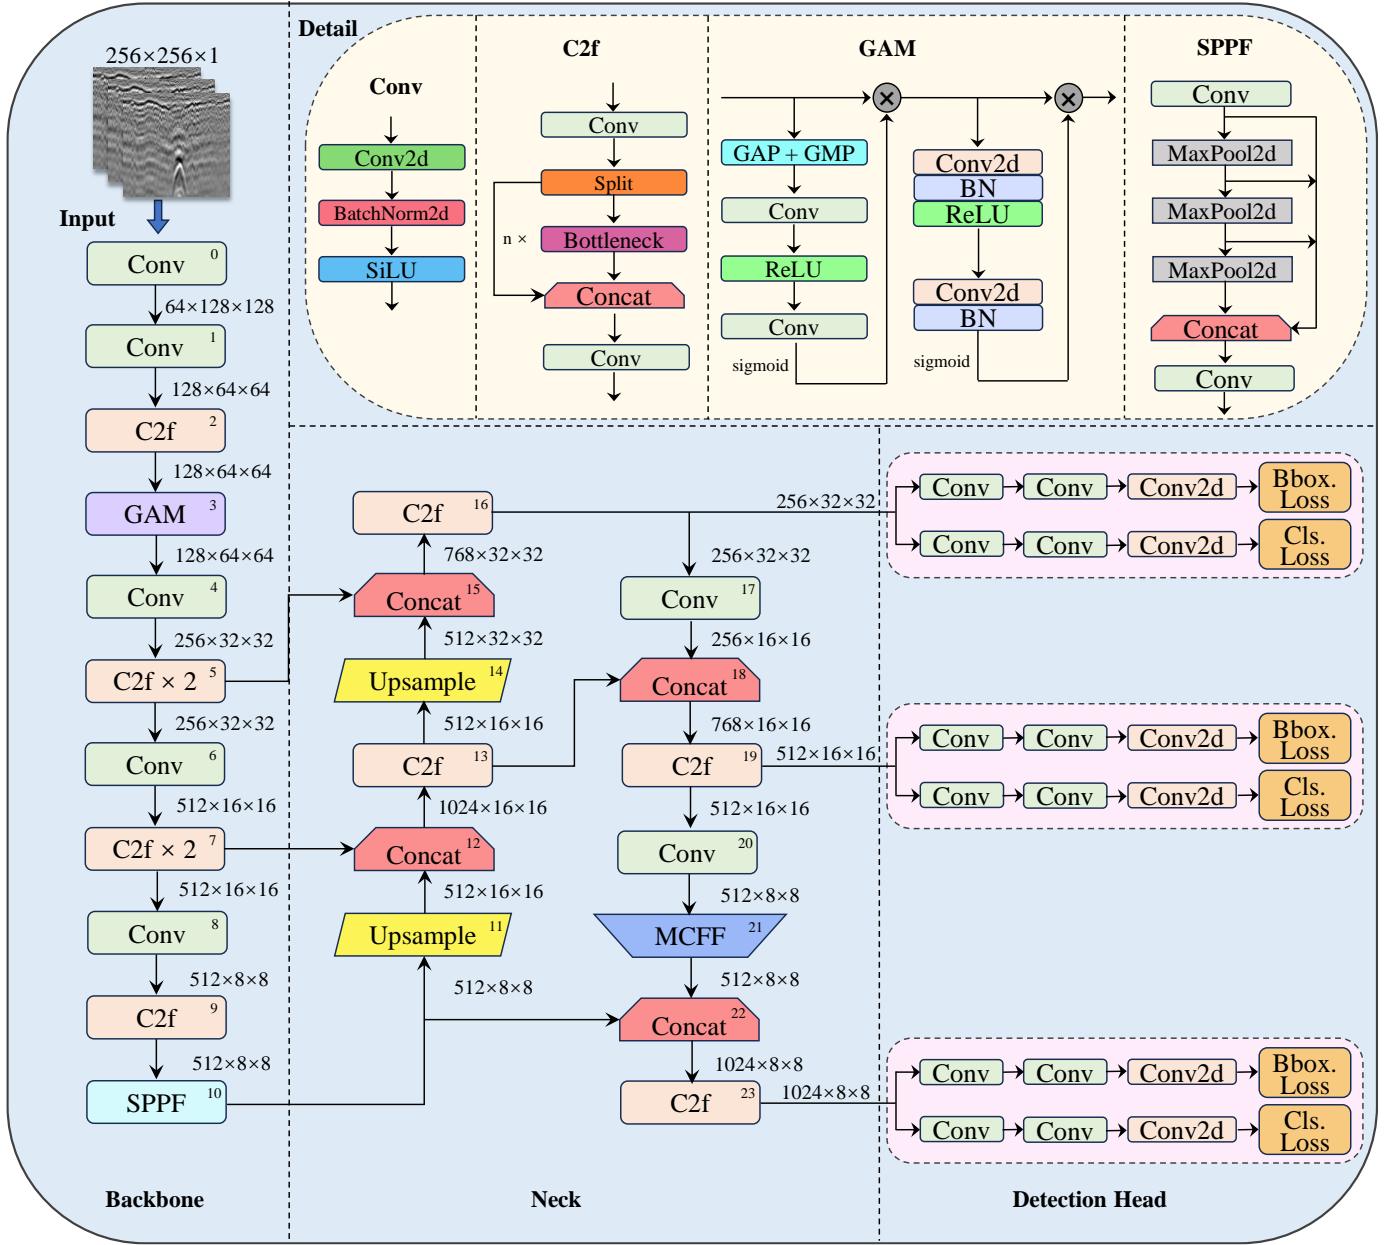 Detail
Conv
Conv2d
BatchNorm2d
SiLU
C2f
Conv
Split
n ×
Bottleneck
Concat
Conv
GAM
GAP + GMP
Conv
ReLU
Conv
sigmoid
×
Conv2d
BN
ReLU
Conv2d
BN
sigmoid
×
SPPF
Conv
MaxPool2d
MaxPool2d
MaxPool2d
Concat
Conv
256×256×1
Input
Conv 0
64×128×128
Conv 1
128×64×64
C2f 2
128×64×64
GAM 3
128×64×64
Conv 4
256×32×32
C2f × 2 5
256×32×32
Conv 6
512×16×16
C2f × 2 7
512×16×16
Conv 8
512×8×8
C2f 9
512×8×8
SPPF 10
Backbone
C2f 16
768×32×32
Concat 15
512×32×32
Upsample 14
512×16×16
C2f 13
1024×16×16
Concat 12
512×16×16
Upsample 11
512×8×8
256×32×32
256×32×32
Conv 17
256×16×16
Concat 18
768×16×16
C2f 19
512×16×16
512×16×16
Conv 20
512×8×8
MCFF 21
512×8×8
Concat 22
1024×8×8
C2f 23
1024×8×8
Neck
Conv
Conv
Conv2d
Bbox.
Loss
Conv
Conv
Conv2d
Cls.
Loss
Conv
Conv
Conv2d
Bbox.
Loss
Conv
Conv
Conv2d
Cls.
Loss
Conv
Conv
Conv2d
Bbox.
Loss
Conv
Conv
Conv2d
Cls.
Loss
Detection Head